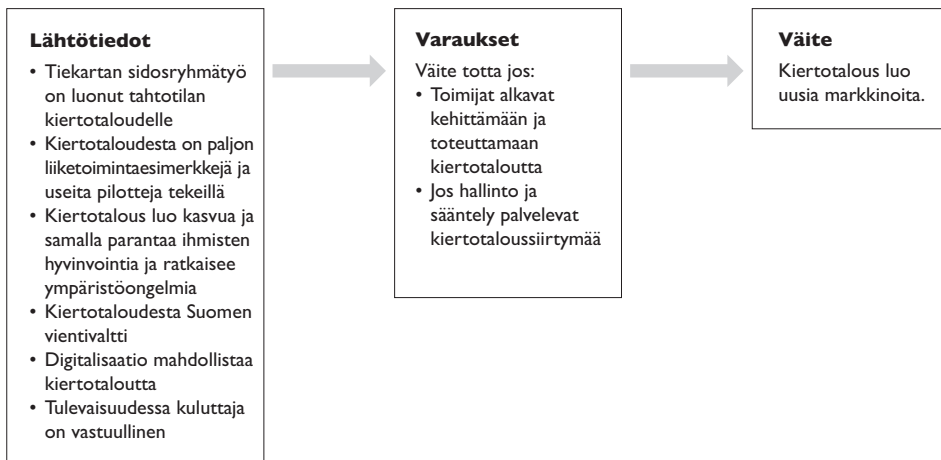 Lähtötiedot
• Tiekartan sidosryhmätyö
on luonut tahtotilan
kiertotaloudelle
• Kiertotaloudesta on paljon
liiketoimintaesimerkkejä ja
useita pilotteja tekeillä
• Kiertotalous luo kasvua ja
samalla parantaa ihmisten
hyvinvointia ja ratkaisee
ympäristöongelmia
• Kiertotaloudesta Suomen
vientivaltti
• Digitalisaatio mahdollistaa
kiertotaloutta
• Tulevaisuudessa kuluttaja
on vastuullinen
Varaukset
Väite totta jos:
• Toimijat alkavat
kehittämään ja
toteuttamaan
kiertotaloutta
• Jos hallinto ja
sääntely palvelevat
kiertotaloussiirtymää
Väite
Kiertotalous luo
uusia markkinoita.